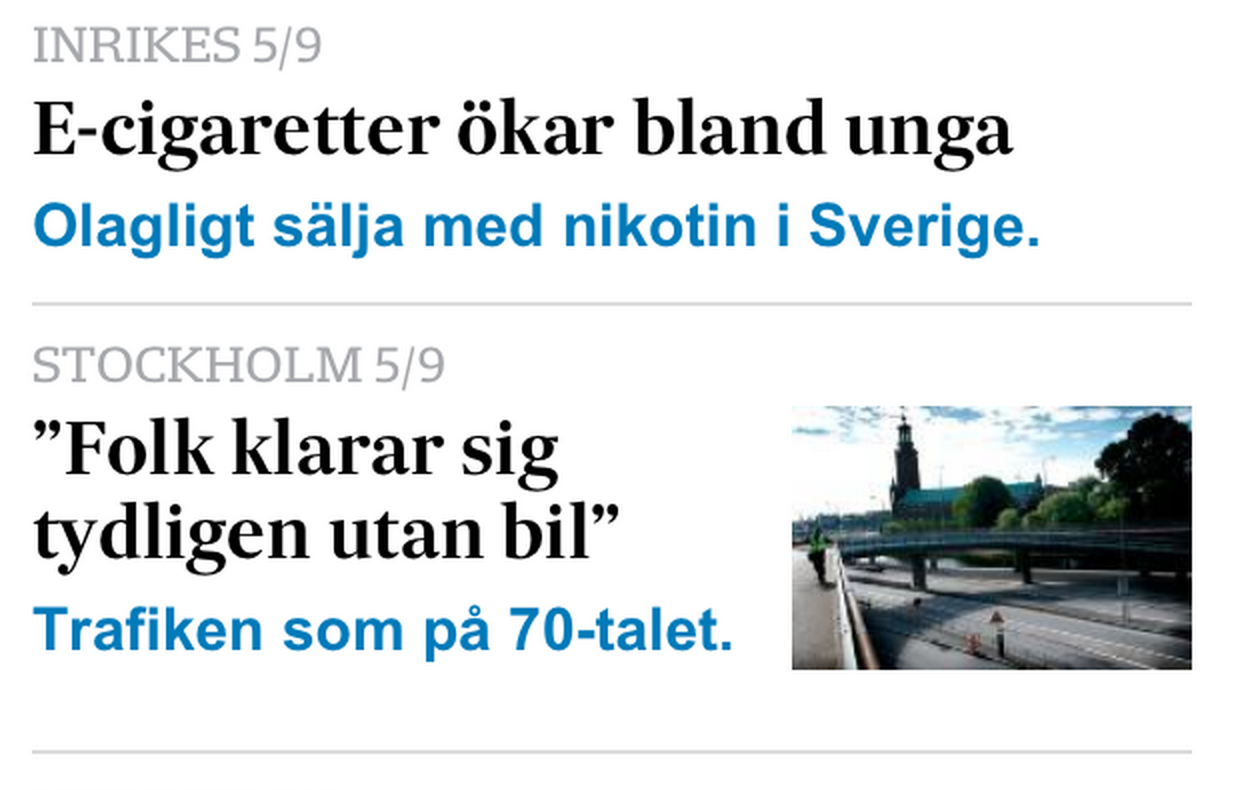 INRIKES 5/9
E-cigaretter ökar bland unga
Olagligt sälja med nikotin i Sverige.
STOCKHOLM 5/9
”Folk klarar sig
tydligen utan bil”
Trafiken som på 70-talet.